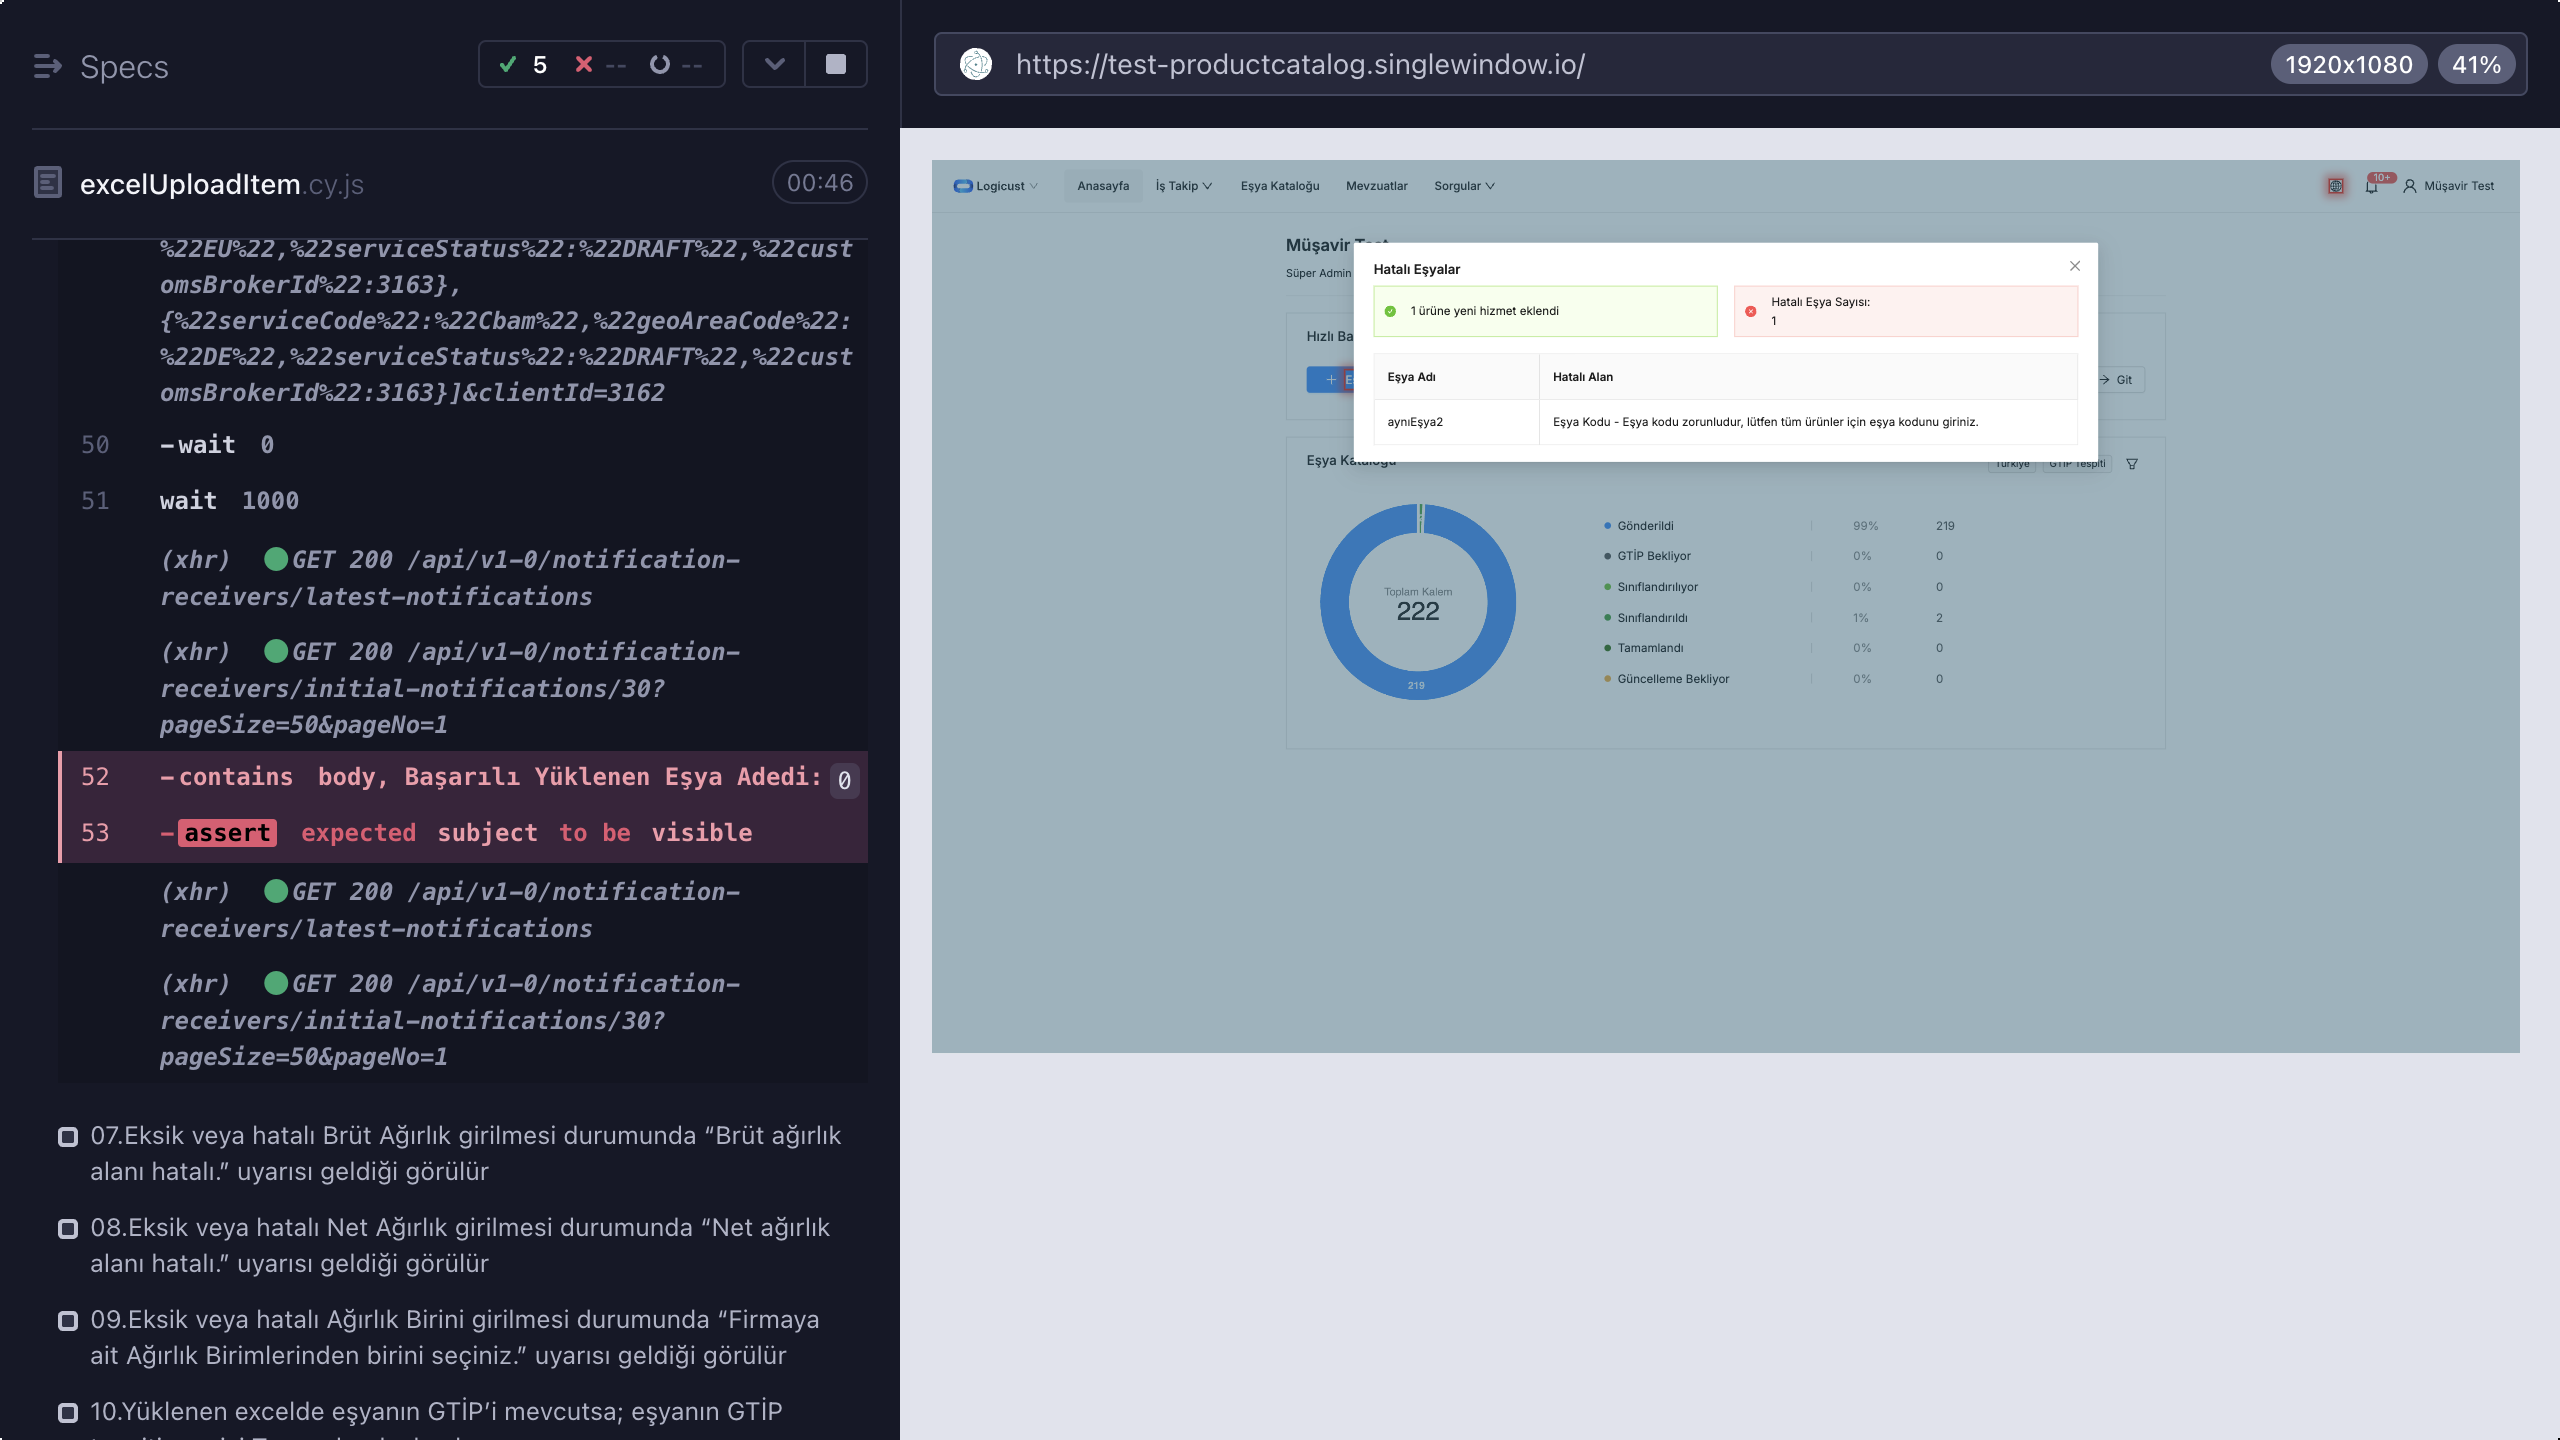 Specs
5 -- --
excelUploadItem.cy.js
00:46
%22EU%22,%22serviceStatus%22:%22DRAFT%22,%22cust
omsBrokerId%22:3163},
{%22serviceCode%22:%22Cbam%22,%22geoAreaCode%22:
%22DE%22,%22serviceStatus%22:%22DRAFT%22,%22cust
omsBrokerId%22:3163}]&clientId=3162
50 -wait 0
51 wait 1000
(xhr) GET 200 /api/v1-0/notification-
receivers/latest-notifications
(xhr) GET 200 /api/v1-0/notification-
receivers/initial-notifications/30?
pageSize=50&pageNo=1
52 -contains body, Başarılı Yüklenen Eşya Adedi: 0
53 -assert expected subject to be visible
(xhr) GET 200 /api/v1-0/notification-
receivers/latest-notifications
(xhr) GET 200 /api/v1-0/notification-
receivers/initial-notifications/30?
pageSize=50&pageNo=1
07.Eksik veya hatalı Brüt Ağırlık girilmesi durumunda “Brüt ağırlık
alanı hatalı.” uyarısı geldiği görülür
08.Eksik veya hatalı Net Ağırlık girilmesi durumunda “Net ağırlık
alanı hatalı.” uyarısı geldiği görülür
09.Eksik veya hatalı Ağırlık Birini girilmesi durumunda “Firmaya
ait Ağırlık Birimlerinden birini seçiniz.” uyarısı geldiği görülür
10.Yüklenen excelde eşyanın GTİP’i mevcutsa; eşyanın GTİP
https://test-productcatalog.singlewindow.io/
1920x1080 41%
Logicust Anasayfa İş Takip Eşya Kataloğu Mevzuatlar Sorgular 10+ Müşavir Test
Müşavir Test
Süper Admin
Hatalı Eşyalar
1 ürüne yeni hizmet eklendi
Hatalı Eşya Sayısı:
1
Hızlı Ba
Eşya Adı Hatalı Alan
+ E
Git
aynıEşya2 Eşya Kodu - Eşya kodu zorunludur, lütfen tüm ürünler için eşya kodunu giriniz.
Eşya Kataloğu
Türkiye GTİP Tespiti
Toplam Kalem
222
219
Gönderildi 99% 219
GTİP Bekliyor 0% 0
Sınıflandırılıyor 0% 0
Sınıflandırıldı 1% 2
Tamamlandı 0% 0
Güncelleme Bekliyor 0% 0